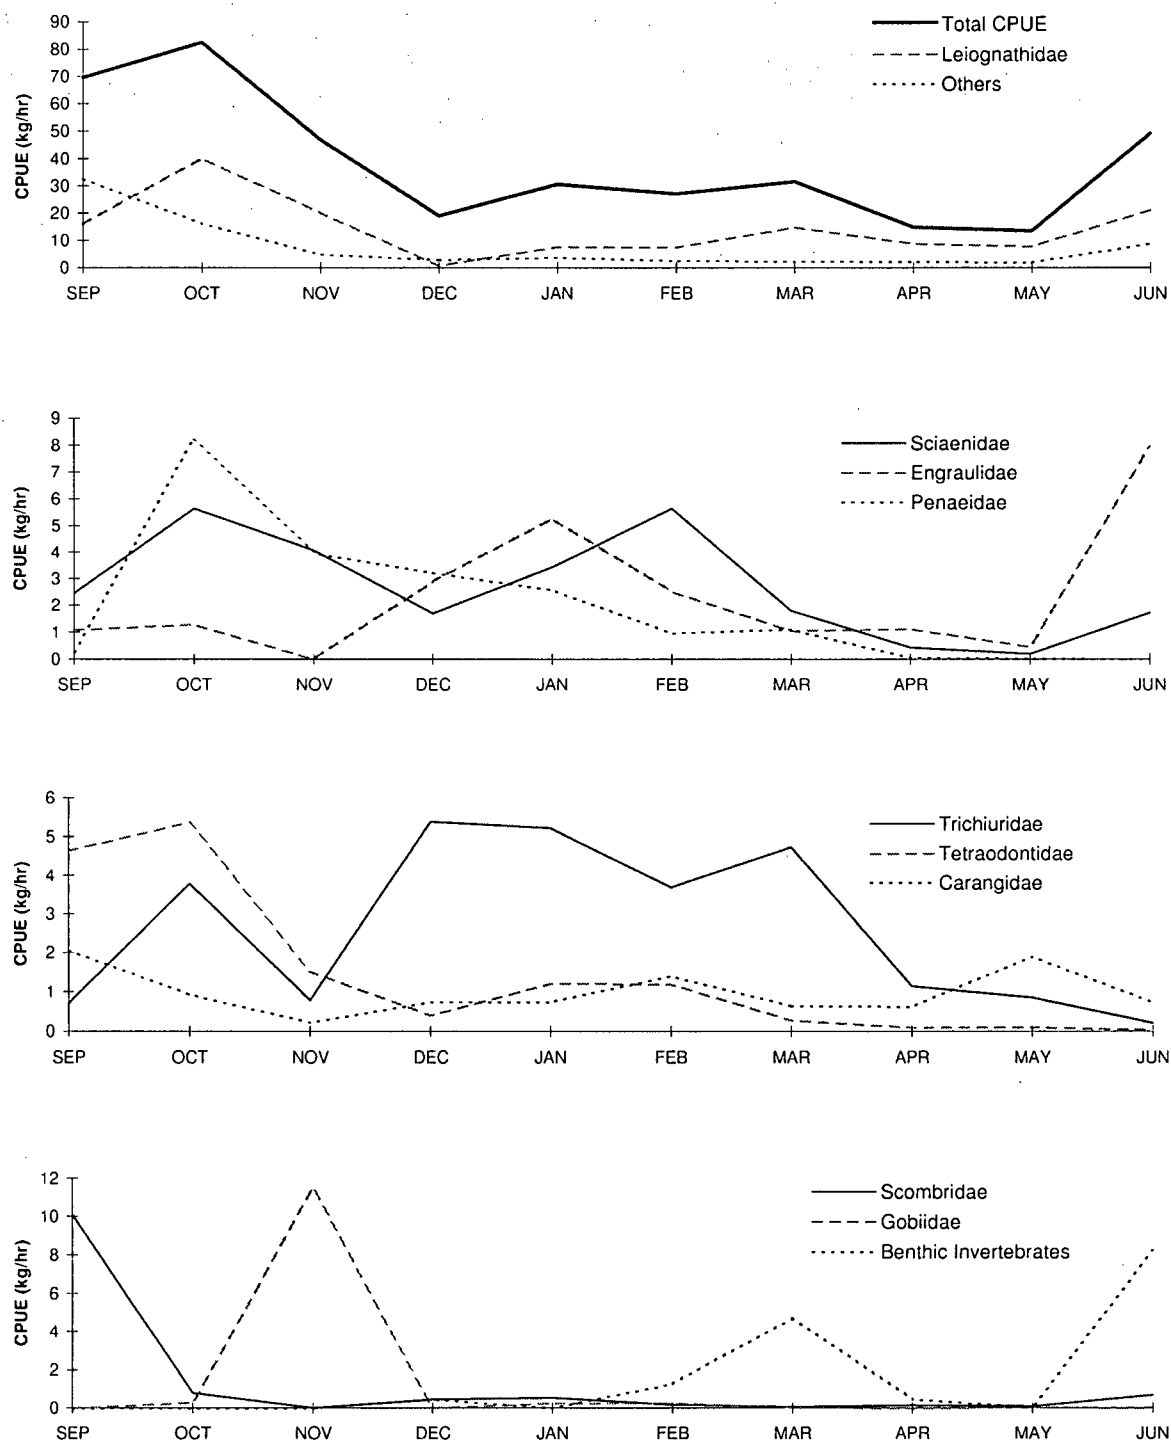 CPUE (kg/hr)
90
80
70
60
50
40
30
20
10
0
Total CPUE
Leiognathidae
Others
SEP OCT NOV DEC JAN FEB MAR APR MAY JUN
CPUE (kg/hr)
9
8
7
6
5
4
3
2
1
0
Sciaenidae
Engraulidae
Penaeidae
SEP OCT NOV DEC JAN FEB MAR APR MAY JUN
CPUE (kg/hr)
6
5
4
3
2
1
0
Trichiuridae
Tetraodontidae
Carangidae
SEP OCT NOV DEC JAN FEB MAR APR MAY JUN
CPUE (kg/hr)
12
10
8
6
4
2
0
Scombridae
Gobiidae
Benthic Invertebrates
SEP OCT NOV DEC JAN FEB MAR APR MAY JUN